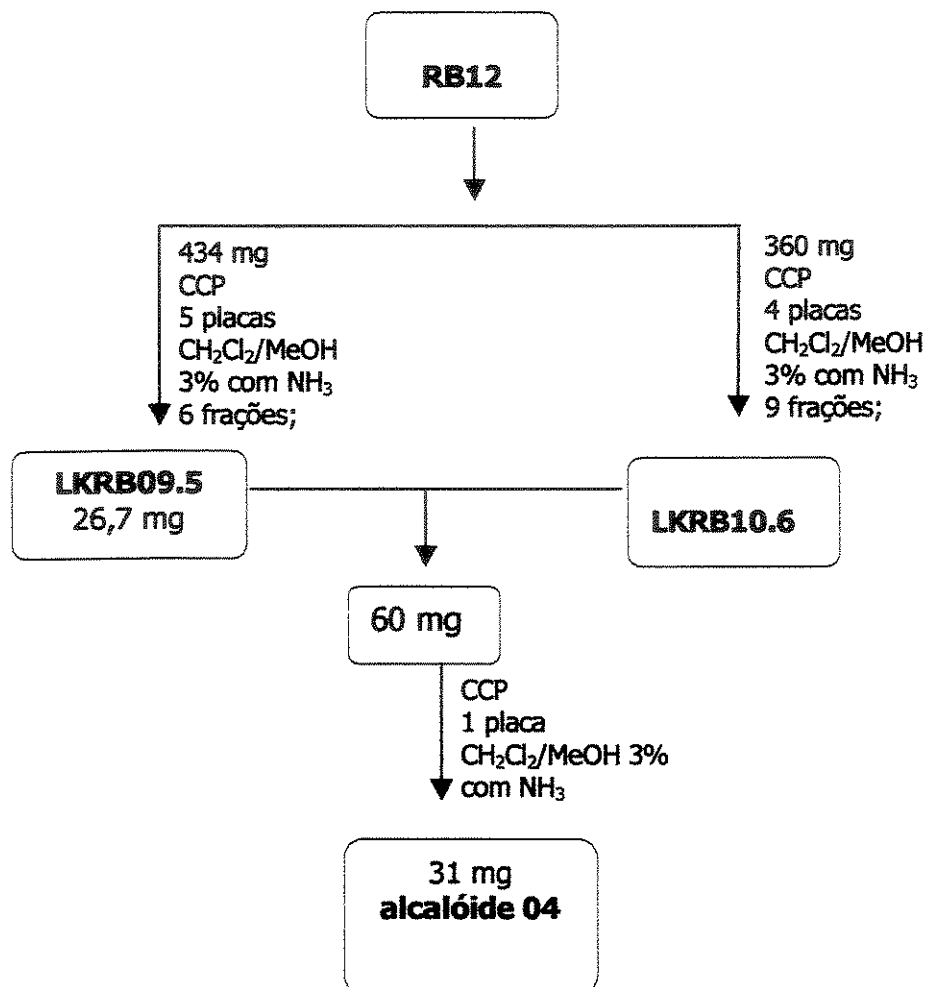 RB12
434 mg
CCP
5 placas
CH₂Cl₂/MeOH
3% com NH₃
6 frações;
360 mg
CCP
4 placas
CH₂Cl₂/MeOH
3% com NH₃
9 frações;
LKRB09.5
26,7 mg
LKRB10.6
60 mg
CCP
1 placa
CH₂Cl₂/MeOH 3%
com NH₃
31 mg
alcalóide 04